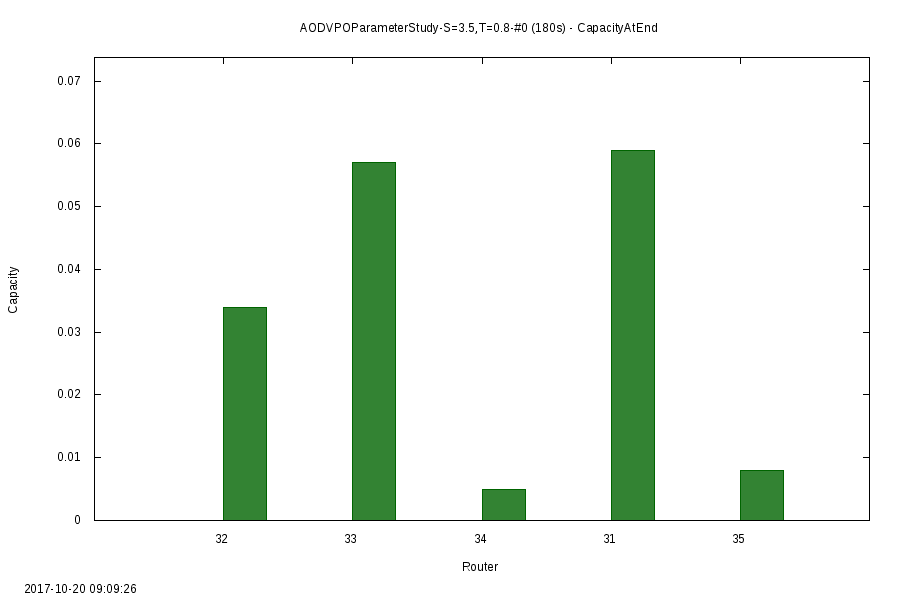 AODVPOParameterStudy-S=3.5,T=0.8-#0 (180s) - CapacityAtEnd
0.07
0.06
0.05
0.04
0.03
0.02
0.01
0
Capacity
32 33 34 31 35
Router
2017-10-20 09:09:26